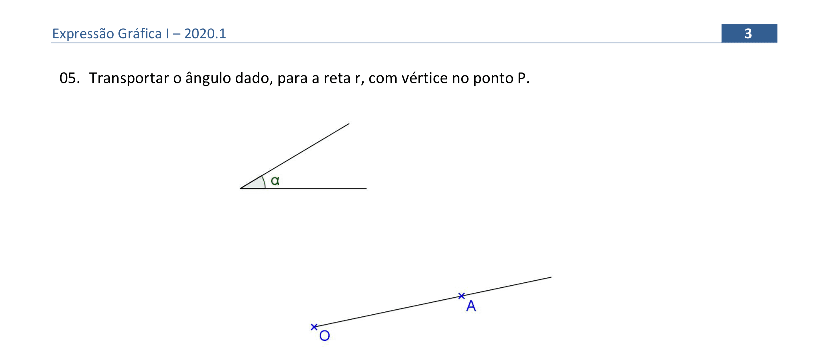 Expressão Gráfica I – 2020.1
3
05. Transportar o ângulo dado, para a reta r, com vértice no ponto P.
α
A
O